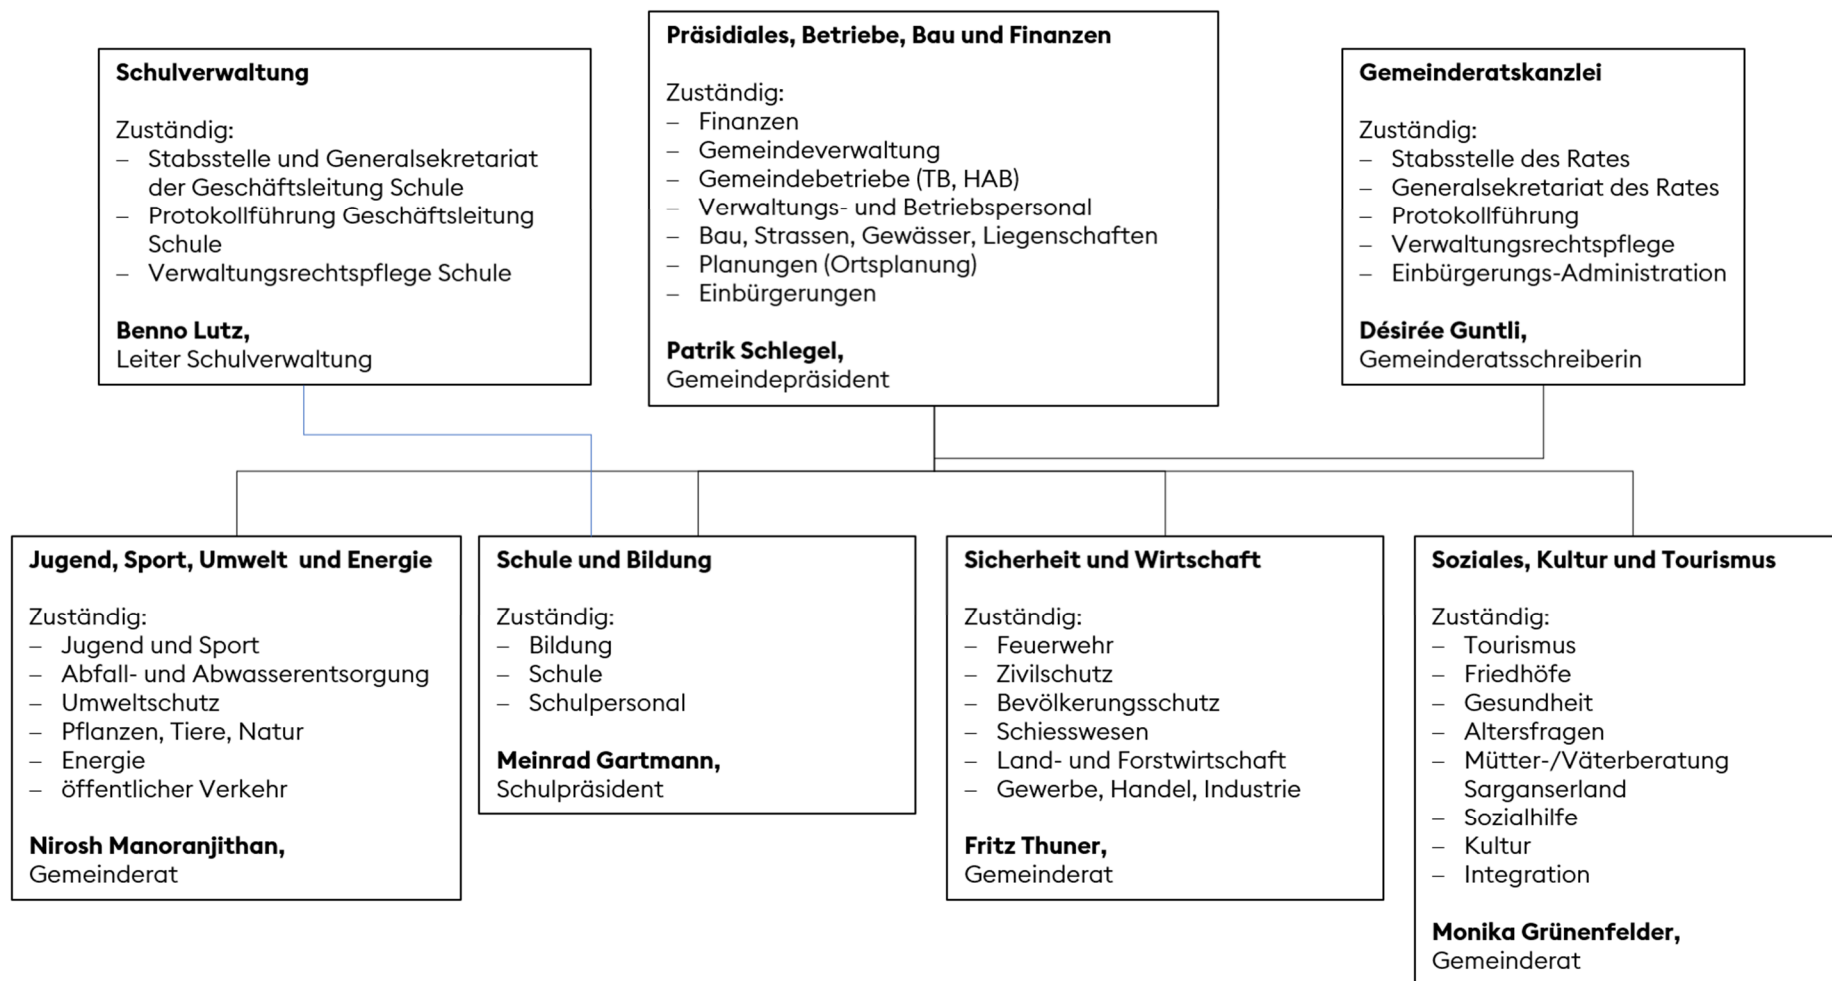 Schulverwaltung
Zuständig:
– Stabsstelle und Generalsekretariat
der Geschäftsleitung Schule
– Protokollführung Geschäftsleitung
Schule
– Verwaltungsrechtspflege Schule
Benno Lutz,
Leiter Schulverwaltung
Präsidiales, Betriebe, Bau und Finanzen
Zuständig:
– Finanzen
– Gemeindeverwaltung
– Gemeindebetriebe (TB, HAB)
– Verwaltungs- und Betriebspersonal
– Bau, Strassen, Gewässer, Liegenschaften
– Planungen (Ortsplanung)
– Einbürgerungen
Patrik Schlegel,
Gemeindepräsident
Gemeinderatskanzlei
Zuständig:
– Stabsstelle des Rates
– Generalsekretariat des Rates
– Protokollführung
– Verwaltungsrechtspflege
– Einbürgerungs-Administration
Désirée Guntli,
Gemeinderatsschreiberin
Jugend, Sport, Umwelt und Energie
Zuständig:
– Jugend und Sport
– Abfall- und Abwasserentsorgung
– Umweltschutz
– Pflanzen, Tiere, Natur
– Energie
– öffentlicher Verkehr
Nirosh Manoranjithan,
Gemeinderat
Schule und Bildung
Zuständig:
– Bildung
– Schule
– Schulpersonal
Meinrad Gartmann,
Schulpräsident
Sicherheit und Wirtschaft
Zuständig:
– Feuerwehr
– Zivilschutz
– Bevölkerungsschutz
– Schiesswesen
– Land- und Forstwirtschaft
– Gewerbe, Handel, Industrie
Fritz Thuner,
Gemeinderat
Soziales, Kultur und Tourismus
Zuständig:
– Tourismus
– Friedhöfe
– Gesundheit
– Altersfragen
– Mütter-/Väterberatung
Sarganserland
– Sozialhilfe
– Kultur
– Integration
Monika Grünenfelder,
Gemeinderat